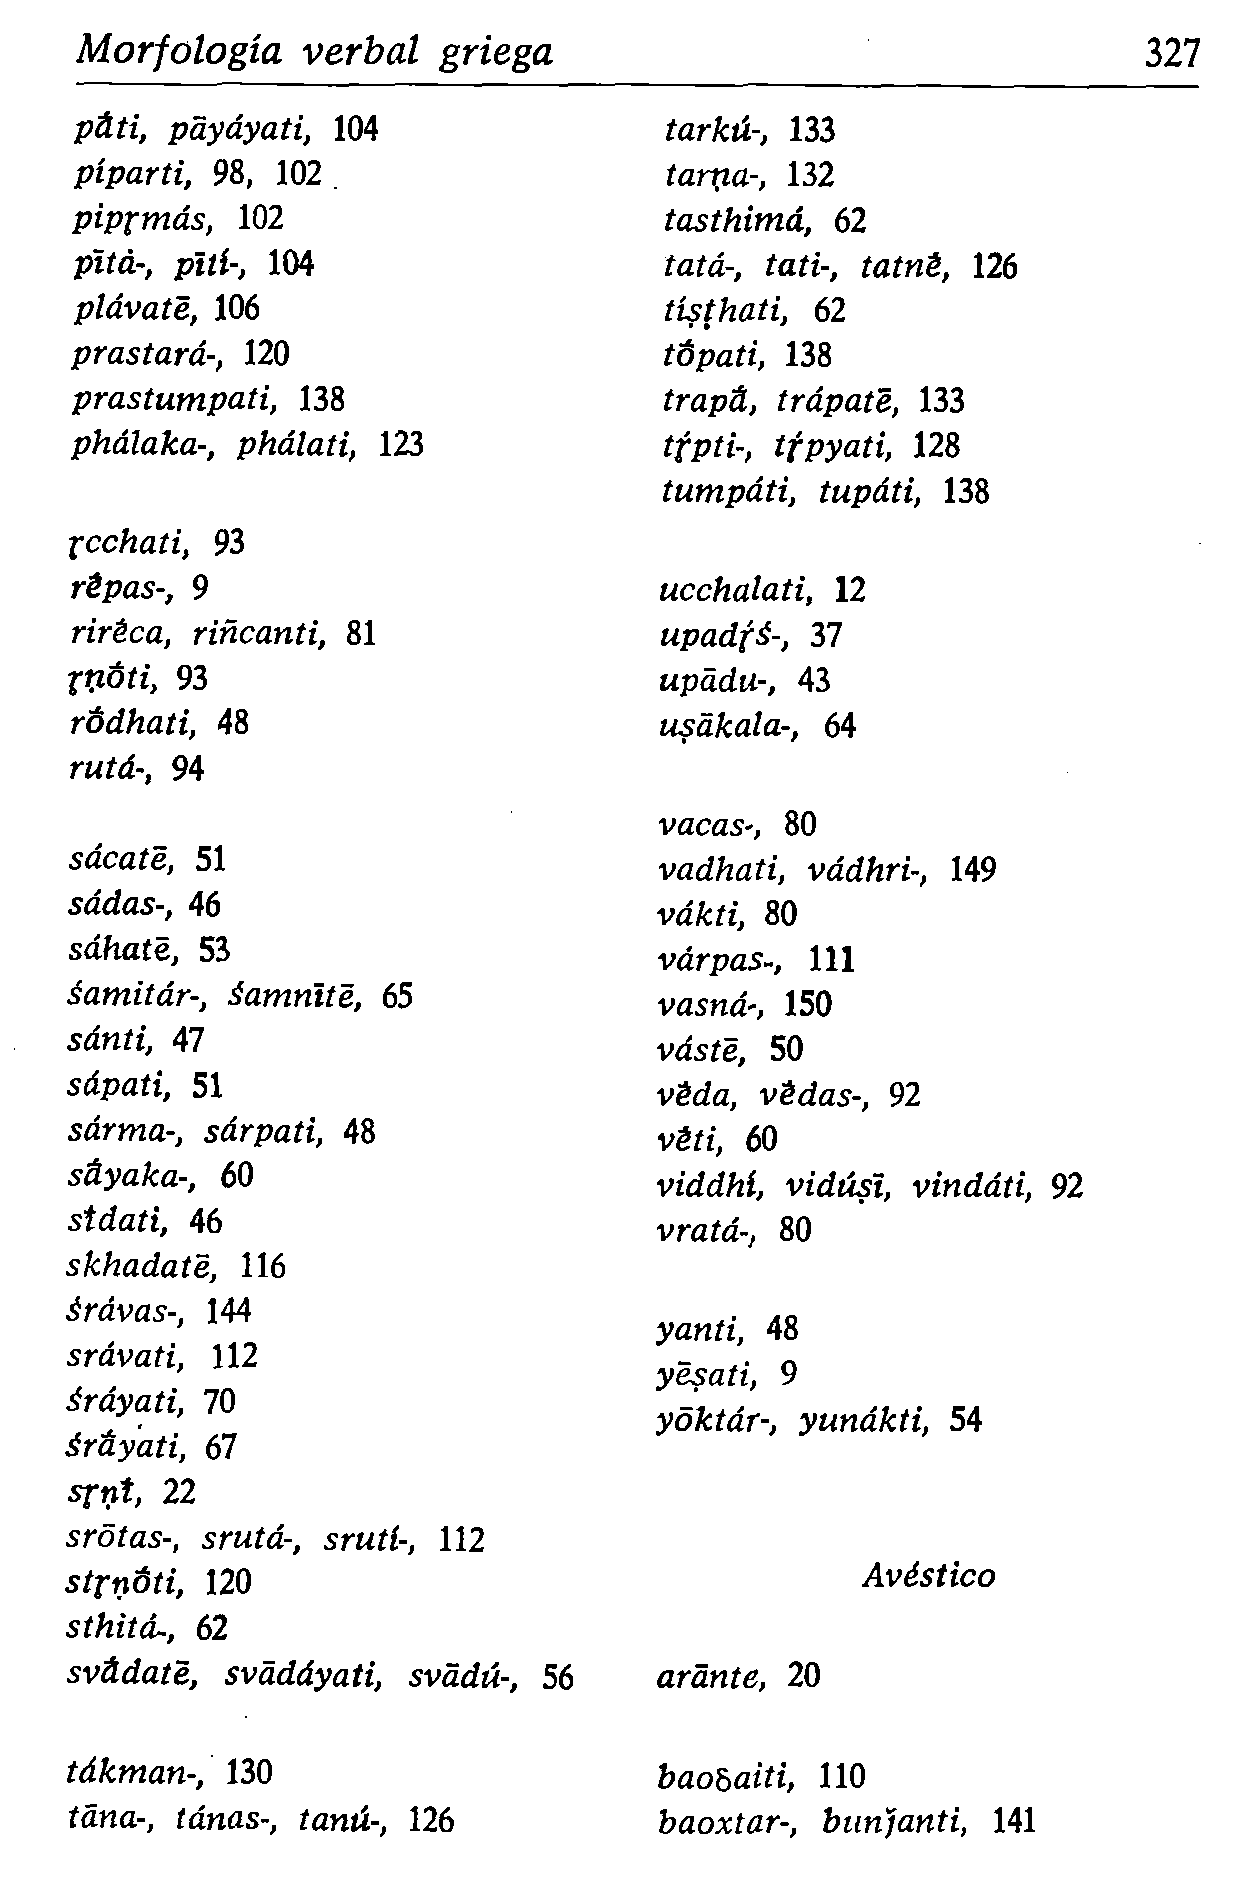 Morfología verbal griega 327
pā́ti, pāyáyati, 104
píparti, 98, 102
pipr̥más, 102
pītá-, pītí-, 104
plávatē, 106
prastará-, 120
prastumpati, 138
phálaka-, phálati, 123
r̥cchati, 93
rḗpas-, 9
rirḗca, riñcanti, 81
r̥ṇṓti, 93
rṓdhati, 48
rutá-, 94
sácatē, 51
sádas-, 46
sáhatē, 53
śamitár-, śamnītē, 65
sánti, 47
sápati, 51
sárma-, sárpati, 48
sā́yaka-, 60
sī́dati, 46
skhadatē, 116
śrávas-, 144
srávati, 112
śráyati, 70
śrā́yati, 67
sr̥ṇī́, 22
srōtas-, srutá-, srutí-, 112
str̥ṇṓti, 120
sthitá-, 62
svā́datē, svādáyati, svādú-, 56
tákman-, 130
tāna-, tánas-, tanú-, 126
tarkú-, 133
tarṇa-, 132
tasthimá, 62
tatá-, tati-, tatnḗ, 126
tíṣṭhati, 62
tṓpati, 138
trapā́, trápatē, 133
tŕ̥pti-, tŕ̥pyati, 128
tumpáti, tupáti, 138
ucchalati, 12
upadŕ̥ś-, 37
upādu-, 43
uṣākala-, 64
vacas-, 80
vadhati, vádhri-, 149
vákti, 80
várpas-, 111
vasná-, 150
vástē, 50
vḗda, vḗdas-, 92
vḗti, 60
viddhí, vidúṣī, vindáti, 92
vratá-, 80
yanti, 48
yēṣati, 9
yōktár-, yunákti, 54
Avéstico
arānte, 20
baoδaiti, 110
baoxtar-, bunǰanti, 141